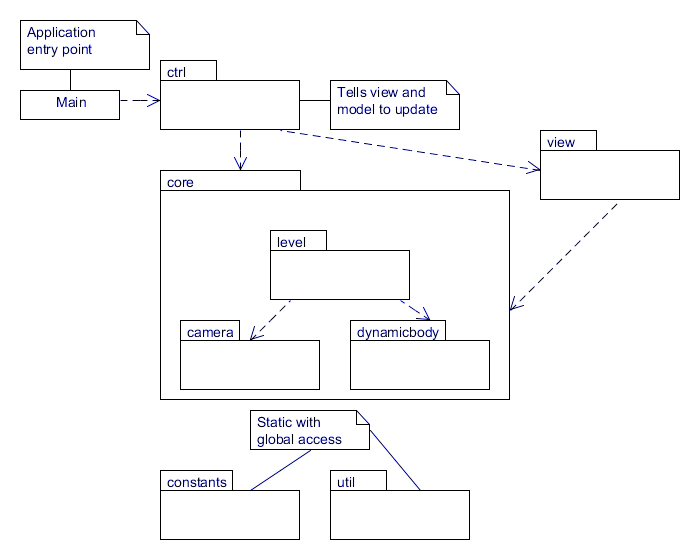 Application
entry point
Main
ctrl
Tells view and
model to update
view
core
level
camera
dynamicbody
Static with
global access
constants
util